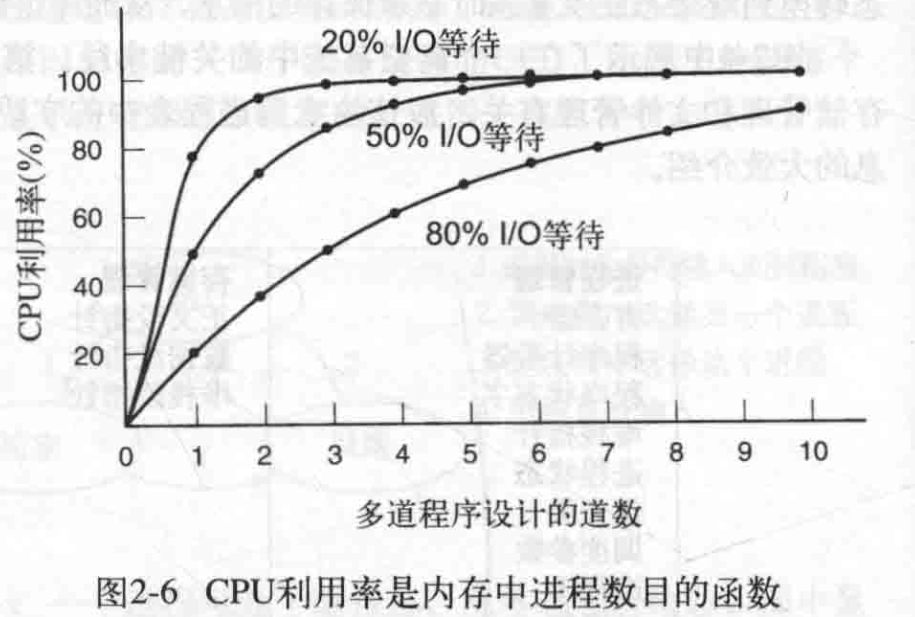 20% I/O等待
100
50% I/O等待
80
60
80% I/O等待
40
20
CPU利用率(%)
0 1 2 3 4 5 6 7 8 9 10
多道程序设计的道数
图2-6 CPU利用率是内存中进程数目的函数